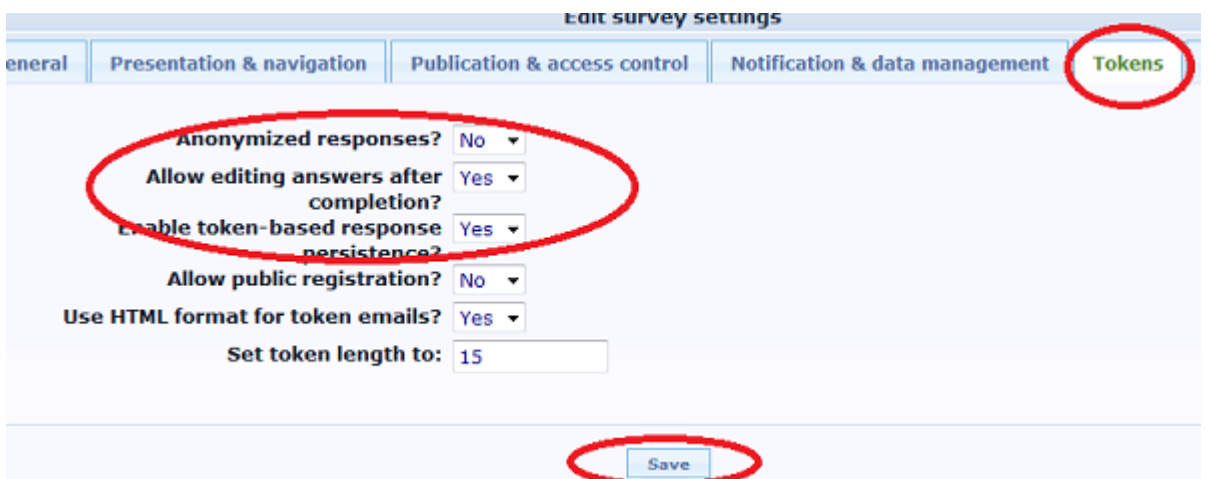 Edit survey settings
eneral Presentation & navigation Publication & access control Notification & data management Tokens
Anonymized responses? No
Allow editing answers after Yes
completion?
Enable token-based response Yes
persistence?
Allow public registration? No
Use HTML format for token emails? Yes
Set token length to: 15
Save